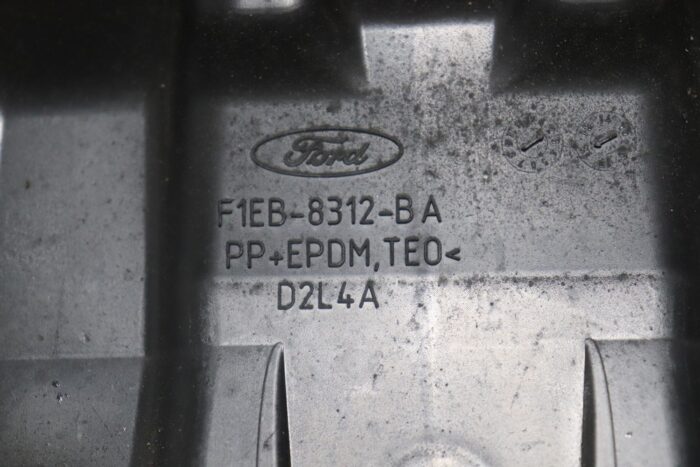 Ford
F1EB-8312-BA
PP+EPDM,TEO<
D2L4A